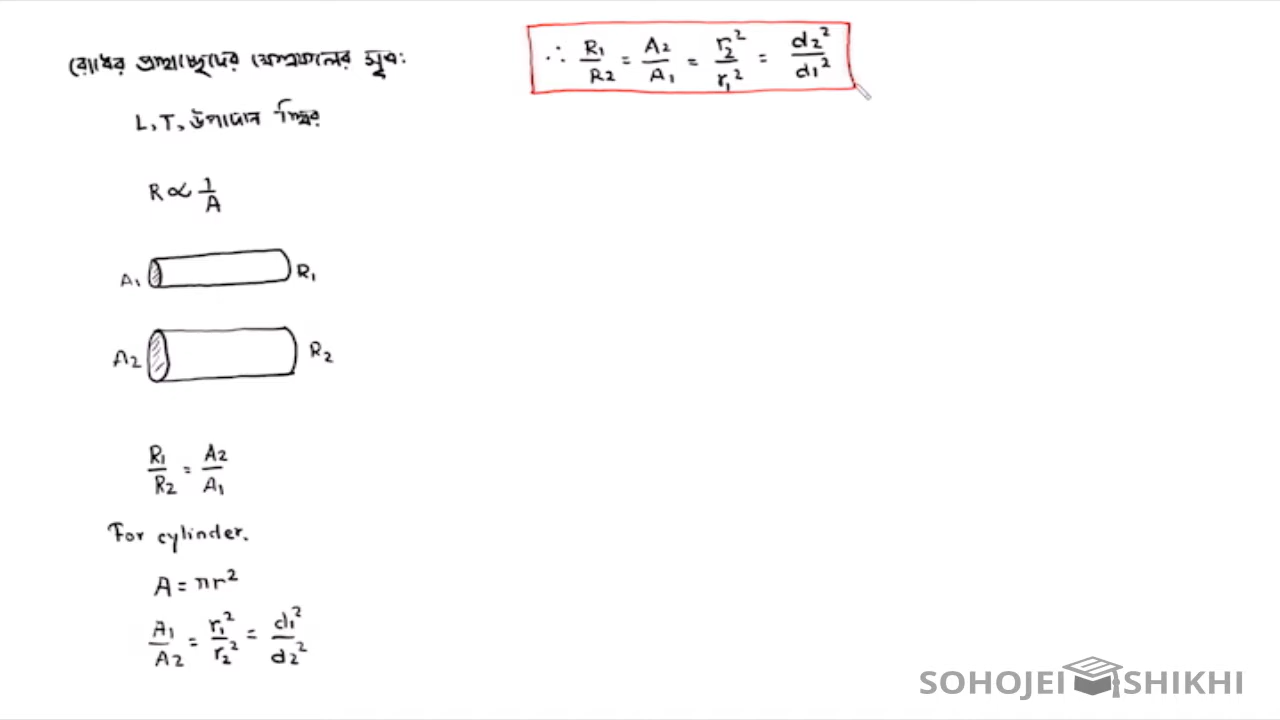 রোধের প্রস্থচ্ছেদের ক্ষেত্রফলের সূত্র:
L, T, উপাদান স্থির
R ∝ 1/A
A₁ R₁
A₂ R₂
R₁/R₂ = A₂/A₁
For cylinder,
A = πr²
A₁/A₂ = r₁²/r₂² = d₁²/d₂²
∴ R₁/R₂ = A₂/A₁ = r₂²/r₁² = d₂²/d₁²
SOHOJEI SHIKHI